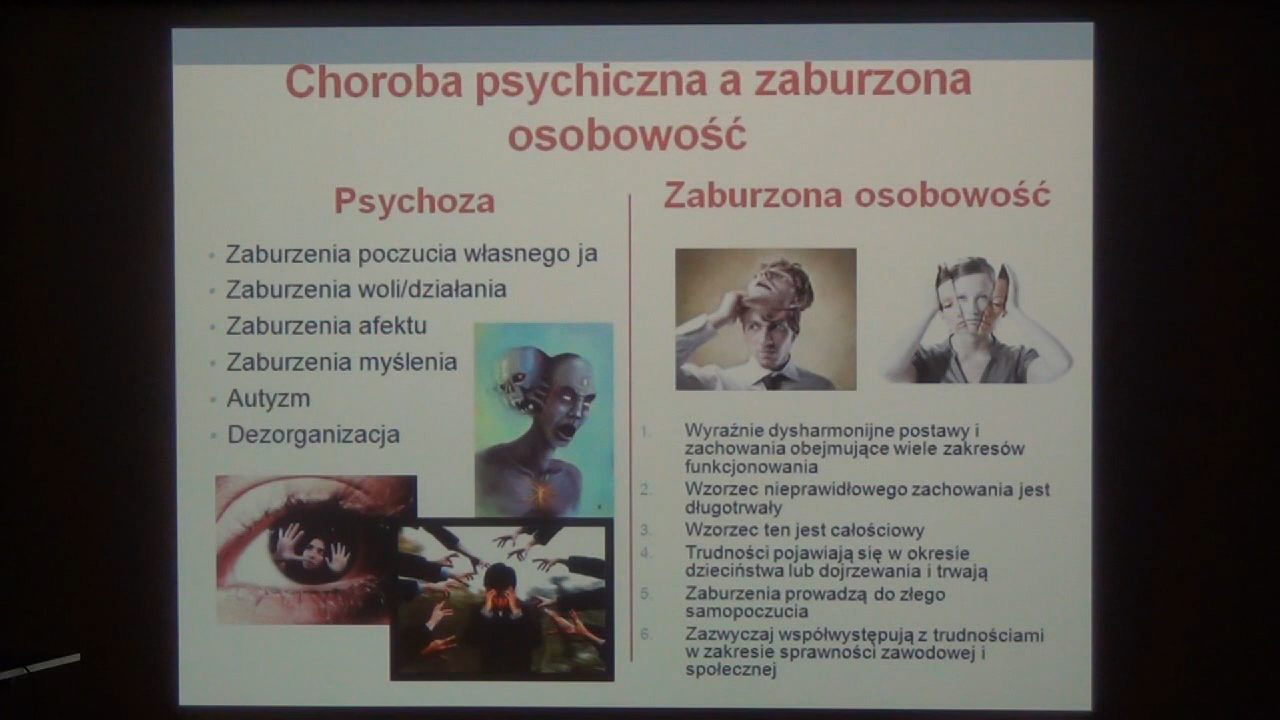 Choroba psychiczna a zaburzona
osobowość
Psychoza
• Zaburzenia poczucia własnego ja
• Zaburzenia woli/działania
• Zaburzenia afektu
• Zaburzenia myślenia
• Autyzm
• Dezorganizacja
Zaburzona osobowość
1. Wyraźnie dysharmonijne postawy i
zachowania obejmujące wiele zakresów
funkcjonowania
2. Wzorzec nieprawidłowego zachowania jest
długotrwały
3. Wzorzec ten jest całościowy
4. Trudności pojawiają się w okresie
dzieciństwa lub dojrzewania i trwają
5. Zaburzenia prowadzą do złego
samopoczucia
6. Zazwyczaj współwystępują z trudnościami
w zakresie sprawności zawodowej i
społecznej